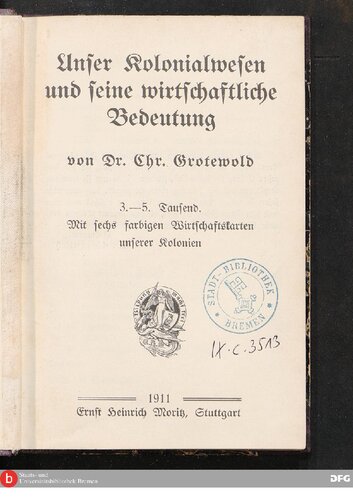 Unser Kolonialwesen
und seine wirtschaftliche
Bedeutung
von Dr. Chr. Grotewold
3.—5. Tausend.
Mit sechs farbigen Wirtschaftskarten
unserer Kolonien
STADT-BIBLIOTHEK
BREMEN
IX.c.3513
1911
Ernst Heinrich Moritz, Stuttgart
b
Staats- und
Universitätsbibliothek Bremen
DFG